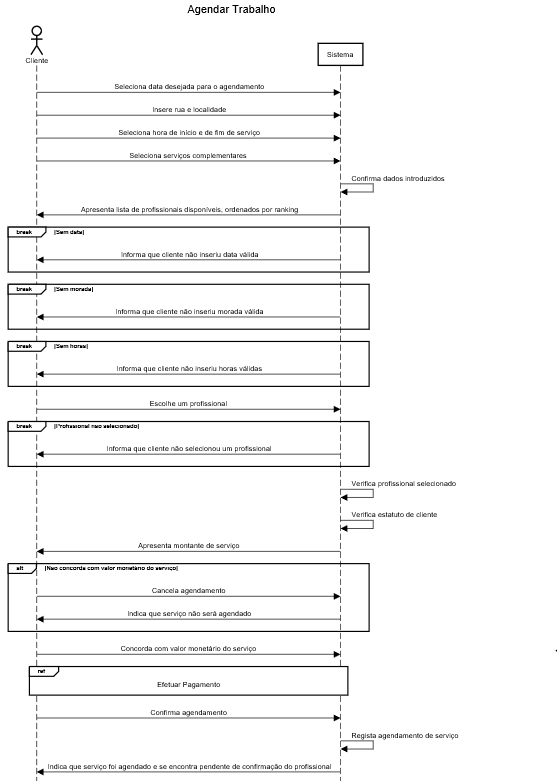 Agendar Trabalho
Cliente
Sistema
Seleciona data desejada para o agendamento
Insere rua e localidade
Seleciona hora de início e de fim de serviço
Seleciona serviços complementares
Confirma dados introduzidos
Apresenta lista de profissionais disponíveis, ordenados por ranking
break [Sem data]
Informa que cliente não inseriu data válida
break [Sem morada]
Informa que cliente não inseriu morada válida
break [Sem horas]
Informa que cliente não inseriu horas válidas
Escolhe um profissional
break [Profissional não selecionado]
Informa que cliente não selecionou um profissional
Verifica profissional selecionado
Verifica estatuto de cliente
Apresenta montante de serviço
alt [Não concorda com valor monetário do serviço]
Cancela agendamento
Indica que serviço não será agendado
Concorda com valor monetário do serviço
ref
Efetuar Pagamento
Confirma agendamento
Regista agendamento de serviço
Indica que serviço foi agendado e se encontra pendente de confirmação do profissional